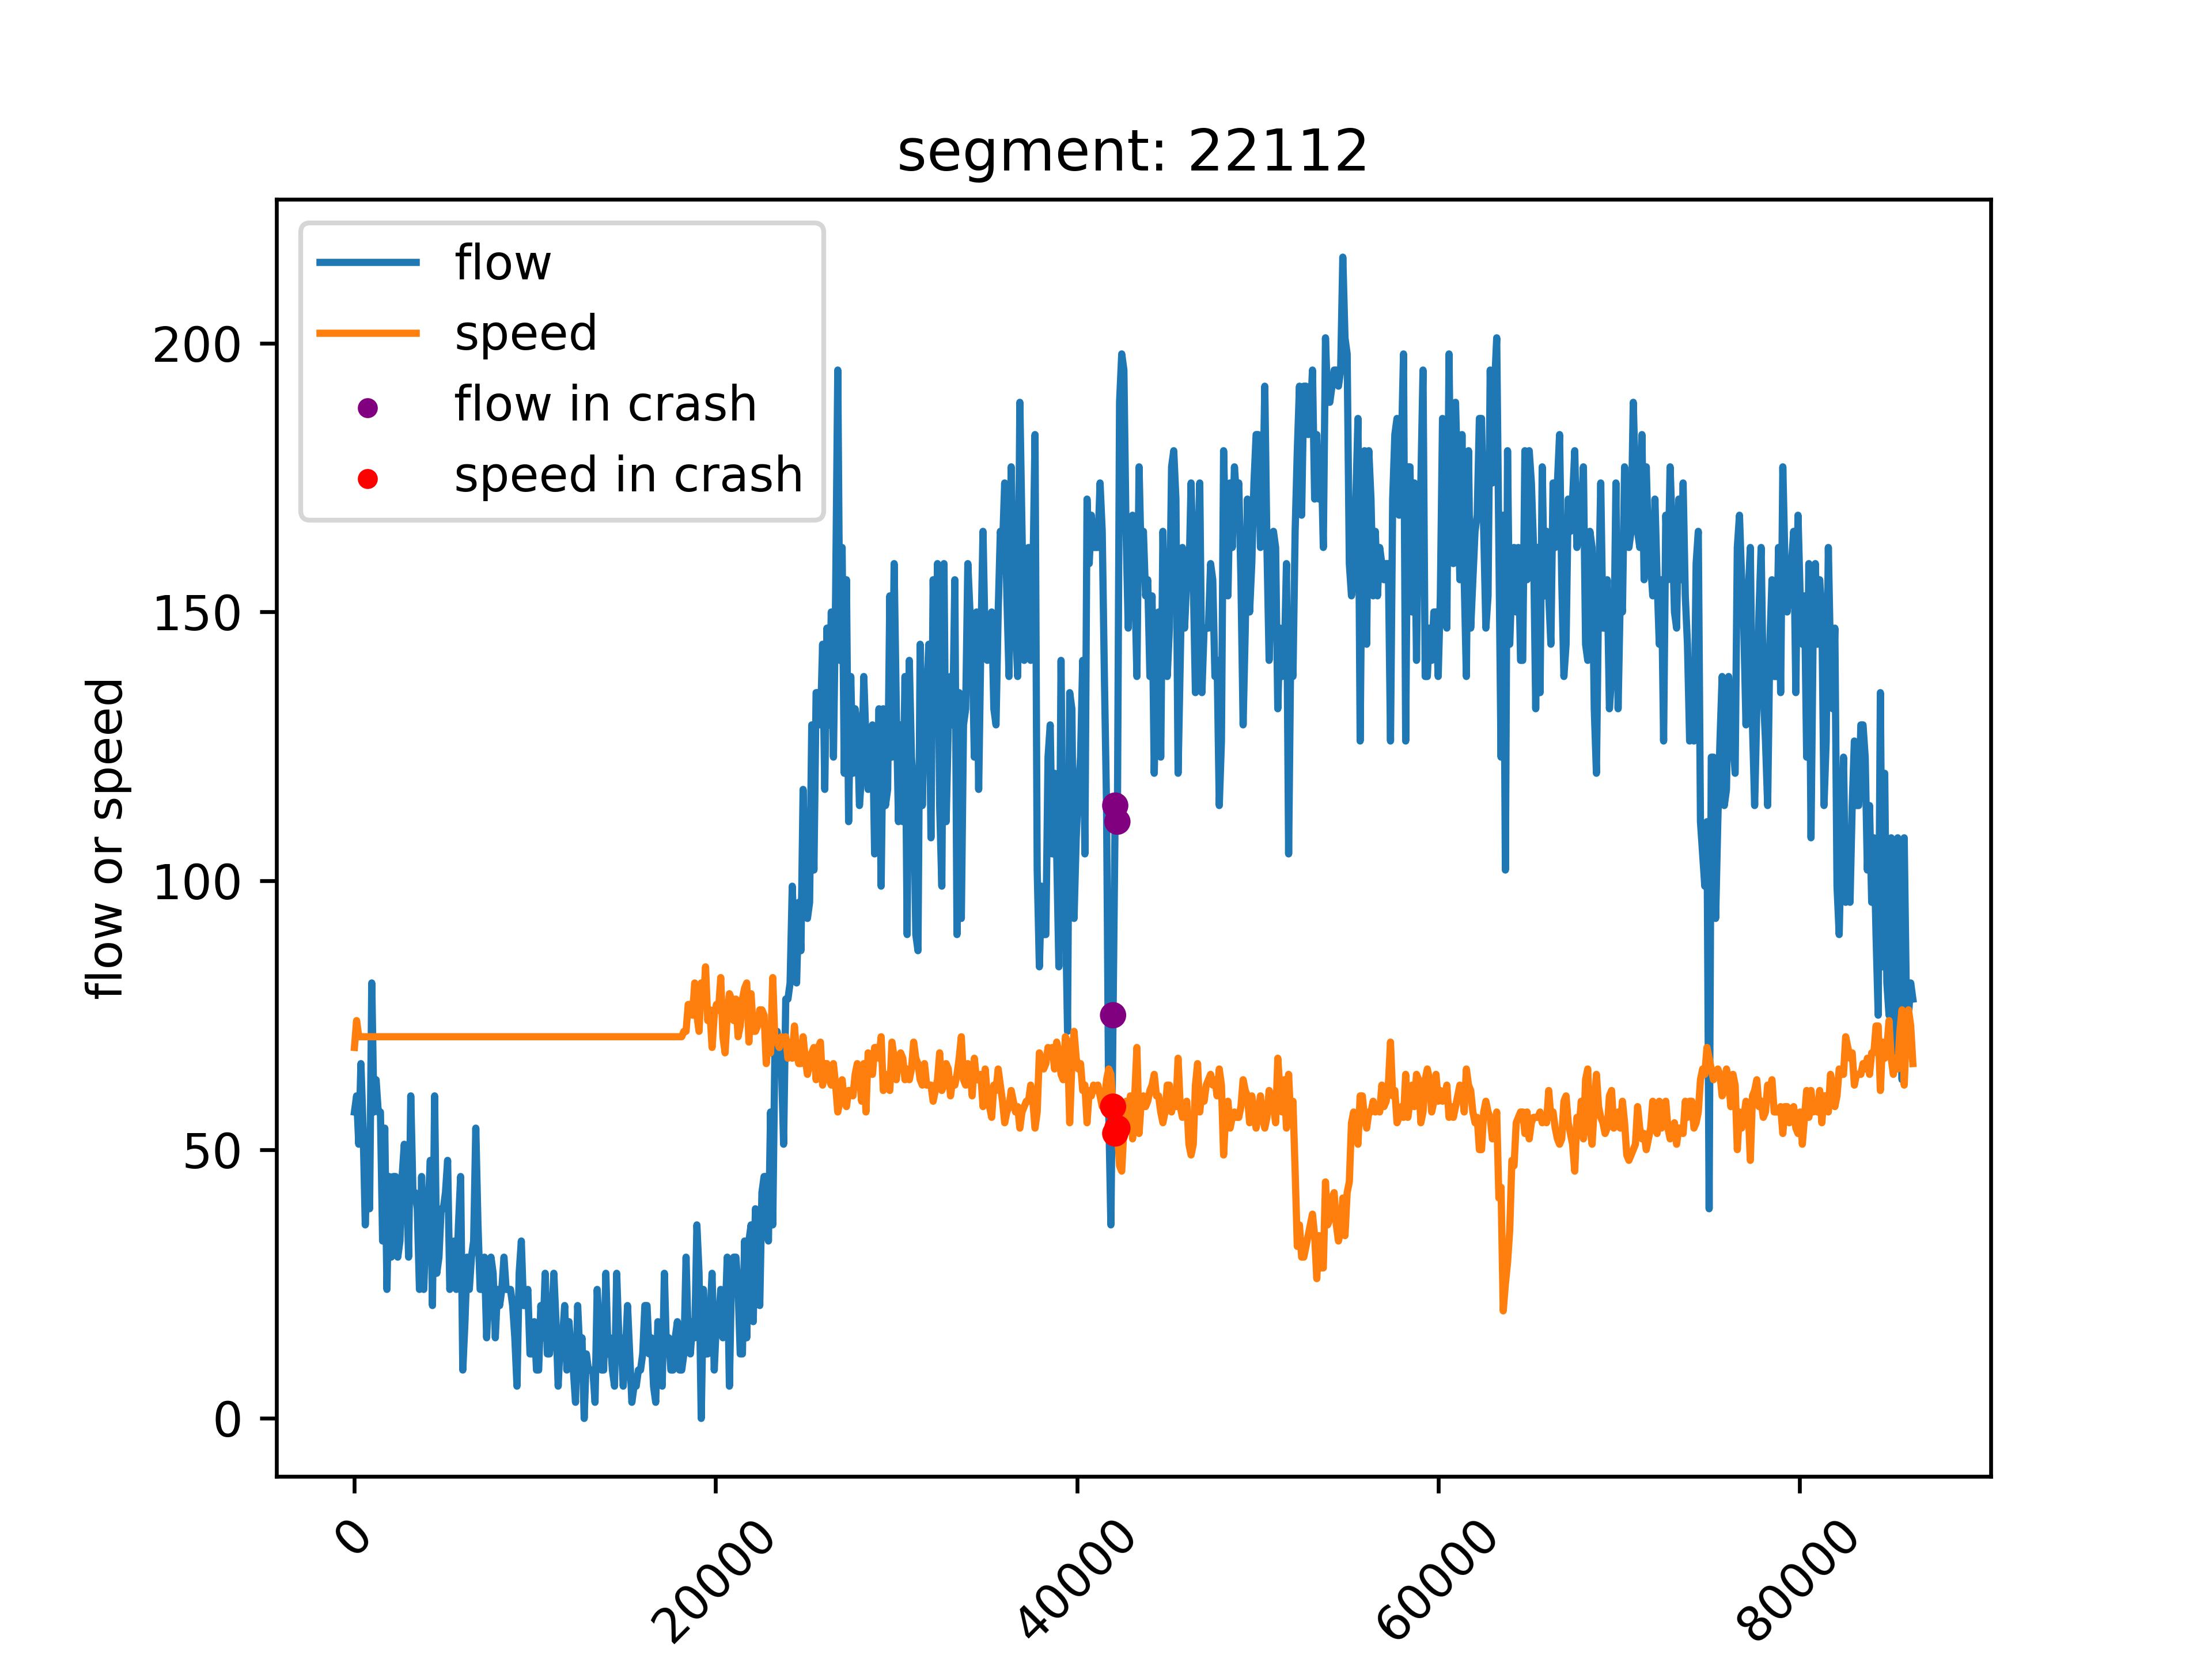 segment: 22112
flow
speed
flow in crash
speed in crash
flow or speed
200
150
100
50
0
0
20000
40000
60000
80000